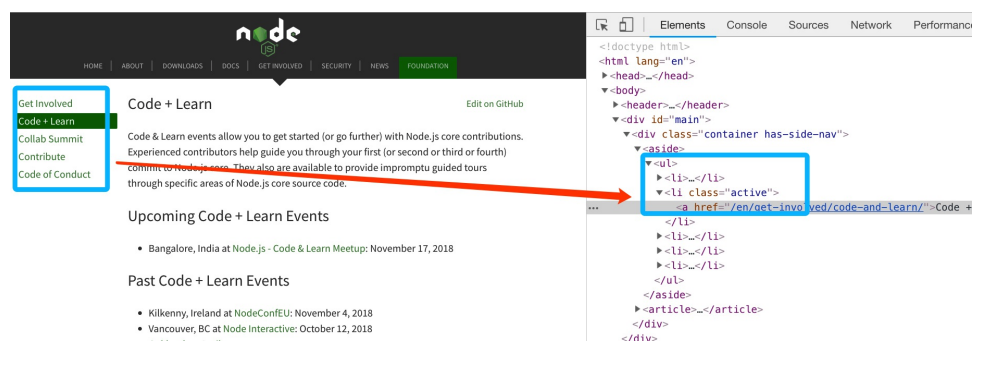 node
JS
HOME | ABOUT | DOWNLOADS | DOCS | GET INVOLVED | SECURITY | NEWS FOUNDATION
Get Involved
Code + Learn
Collab Summit
Contribute
Code of Conduct
Code + Learn
Edit on GitHub
Code & Learn events allow you to get started (or go further) with Node.js core contributions.
Experienced contributors help guide you through your first (or second or third or fourth)
commit to Node.js core. They also are available to provide impromptu guided tours
through specific areas of Node.js core source code.
Upcoming Code + Learn Events
• Bangalore, India at Node.js - Code & Learn Meetup: November 17, 2018
Past Code + Learn Events
• Kilkenny, Ireland at NodeConfEU: November 4, 2018
• Vancouver, BC at Node Interactive: October 12, 2018
Elements Console Sources Network Performance
<!doctype html>
<html lang="en">
▶<head>…</head>
▼<body>
▶<header>…</header>
▼<div id="main">
▼<div class="container has-side-nav">
▼<aside>
▼<ul>
▶<li>…</li>
▼<li class="active">
<a href="/en/get-involved/code-and-learn/">Code +
</li>
▶<li>…</li>
▶<li>…</li>
▶<li>…</li>
</ul>
</aside>
▶<article>…</article>
</div>
</div>